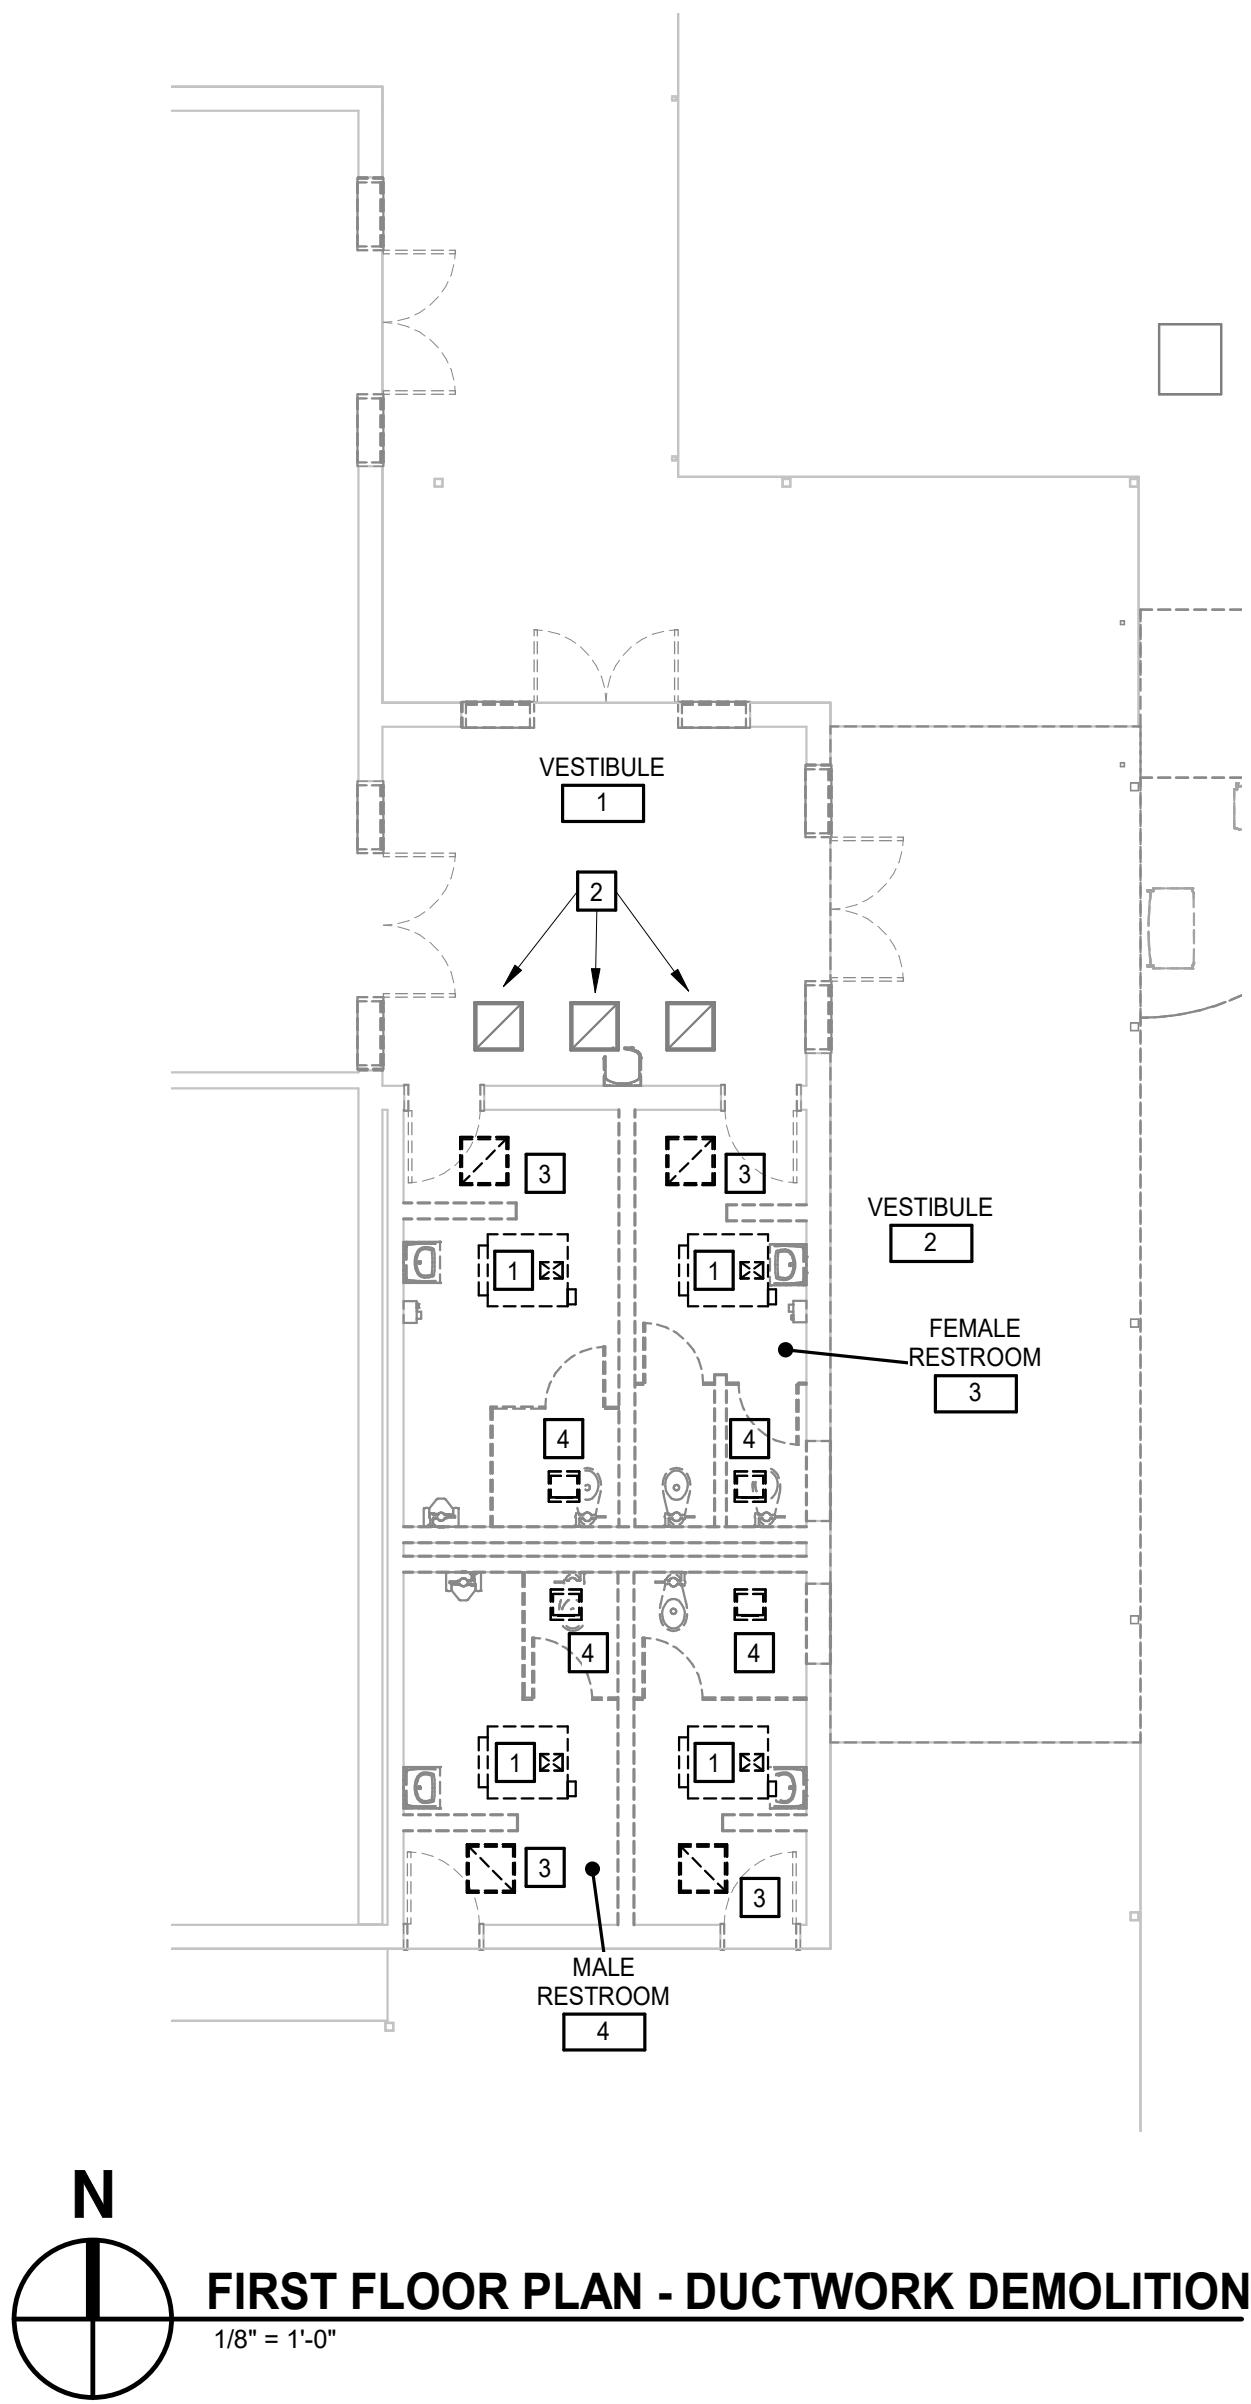 VESTIBULE
1
2
3
3
VESTIBULE
2
1
1
FEMALE
RESTROOM
3
4
4
4
4
1
1
3
3
MALE
RESTROOM
4
N
FIRST FLOOR PLAN - DUCTWORK DEMOLITION
1/8" = 1'-0"